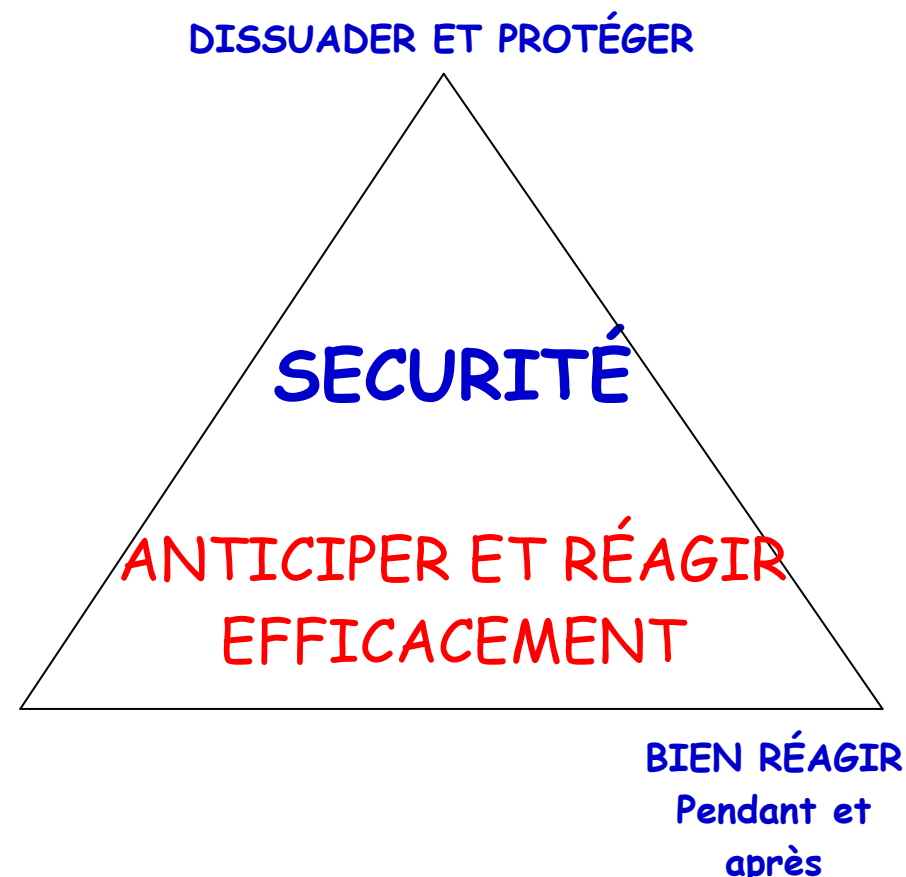 DISSUADER ET PROTÉGER
SECURITÉ
ANTICIPER ET RÉAGIR
EFFICACEMENT
BIEN RÉAGIR
Pendant et
après